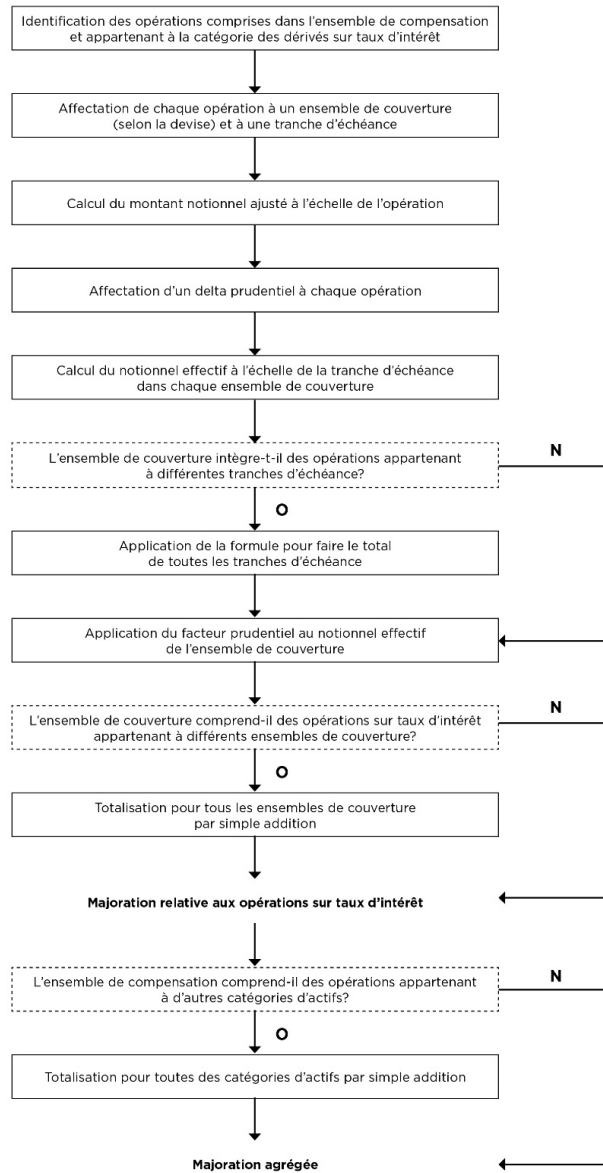 Identification des opérations comprises dans l'ensemble de compensation
et appartenant à la catégorie des dérivés sur taux d'intérêt
Affectation de chaque opération à un ensemble de couverture
(selon la devise) et à une tranche d'échéance
Calcul du montant notionnel ajusté à l'échelle de l'opération
Affectation d'un delta prudentiel à chaque opération
Calcul du notionnel effectif à l'échelle de la tranche d'échéance
dans chaque ensemble de couverture
L'ensemble de couverture intègre-t-il des opérations appartenant
à différentes tranches d'échéance?
N
O
Application de la formule pour faire le total
de toutes les tranches d'échéance
Application du facteur prudentiel au notionnel effectif
de l'ensemble de couverture
L'ensemble de couverture comprend-il des opérations sur taux d'intérêt
appartenant à différents ensembles de couverture?
N
O
Totalisation pour tous les ensembles de couverture
par simple addition
Majoration relative aux opérations sur taux d'intérêt
L'ensemble de compensation comprend-il des opérations appartenant
à d'autres catégories d'actifs?
N
O
Totalisation pour toutes des catégories d'actifs par simple addition
Majoration agrégée